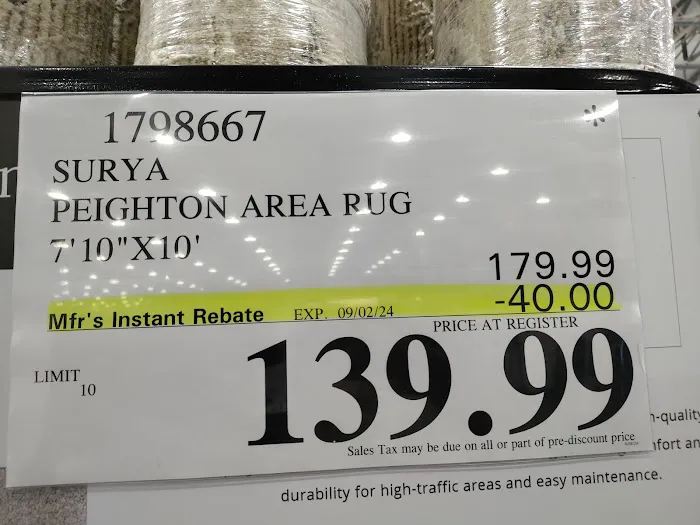 1798667
*
SURYA
PEIGHTON AREA RUG
7'10"X10'
179.99
Mfr's Instant Rebate EXP. 09/02/24 -40.00
PRICE AT REGISTER
LIMIT 10
139.99
Sales Tax may be due on all or part of pre-discount price
durability for high-traffic areas and easy maintenance.